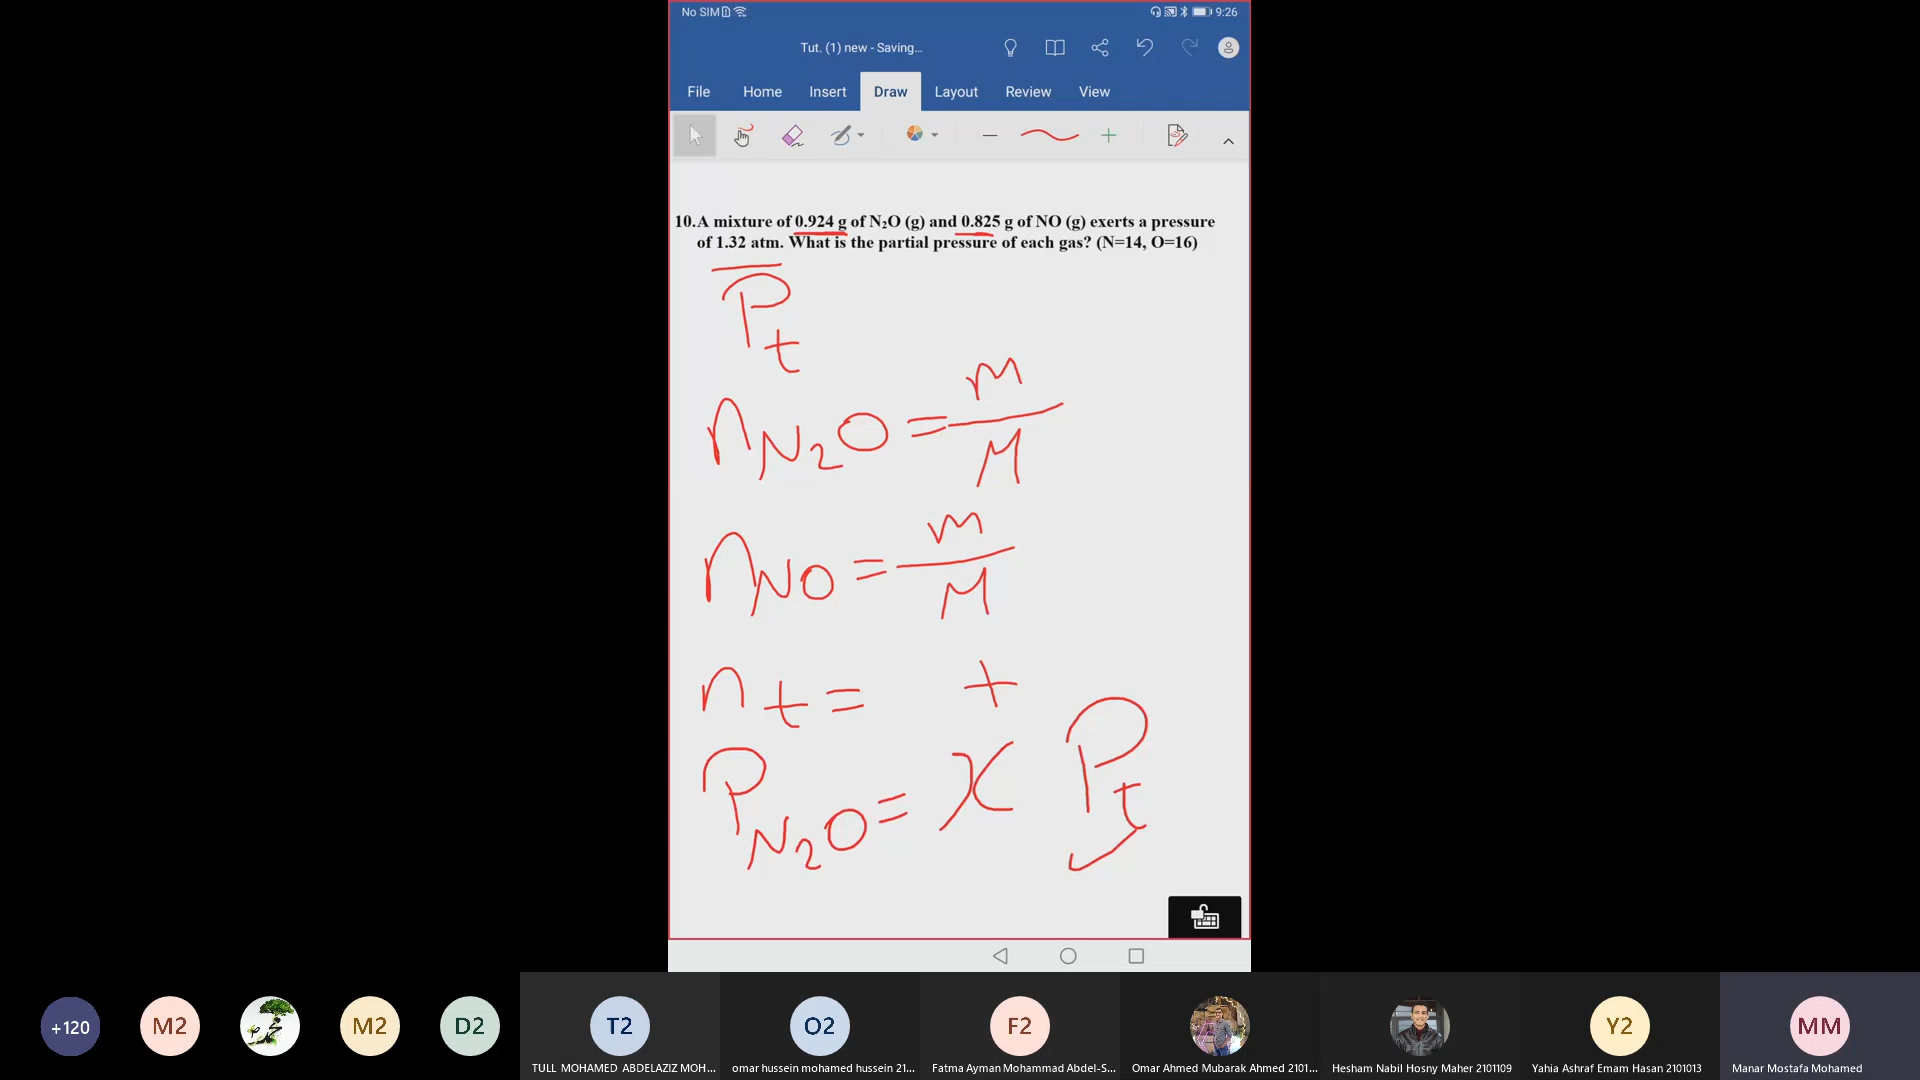 No SIM 9:26
Tut. (1) new - Saving...
File Home Insert Draw Layout Review View
10.A mixture of 0.924 g of N₂O (g) and 0.825 g of NO (g) exerts a pressure
of 1.32 atm. What is the partial pressure of each gas? (N=14, O=16)
Pt
nN₂O = m/M
nNO = m/M
nt = +
PN₂O = X Pt
+120 M2 M2 D2 T2 O2 F2 Y2 MM
TULL MOHAMED ABDELAZIZ MOH... omar hussein mohamed hussein 21... Fatma Ayman Mohammad Abdel-S... Omar Ahmed Mubarak Ahmed 2101... Hesham Nabil Hosny Maher 2101109 Yahia Ashraf Emam Hasan 2101013 Manar Mostafa Mohamed